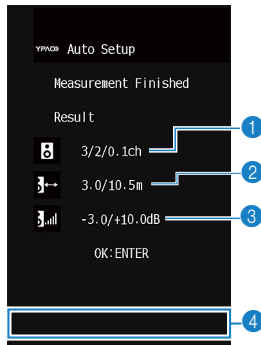 YPAO Auto Setup
Measurement Finished
Result
3/2/0.1ch 1
3.0/10.5m 2
-3.0/+10.0dB 3
OK:ENTER
4